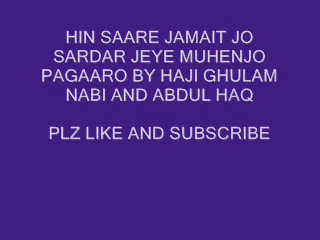 HIN SAARE JAMAIT JO
SARDAR JEYE MUHENJO
PAGAARO BY HAJI GHULAM
NABI AND ABDUL HAQ
PLZ LIKE AND SUBSCRIBE